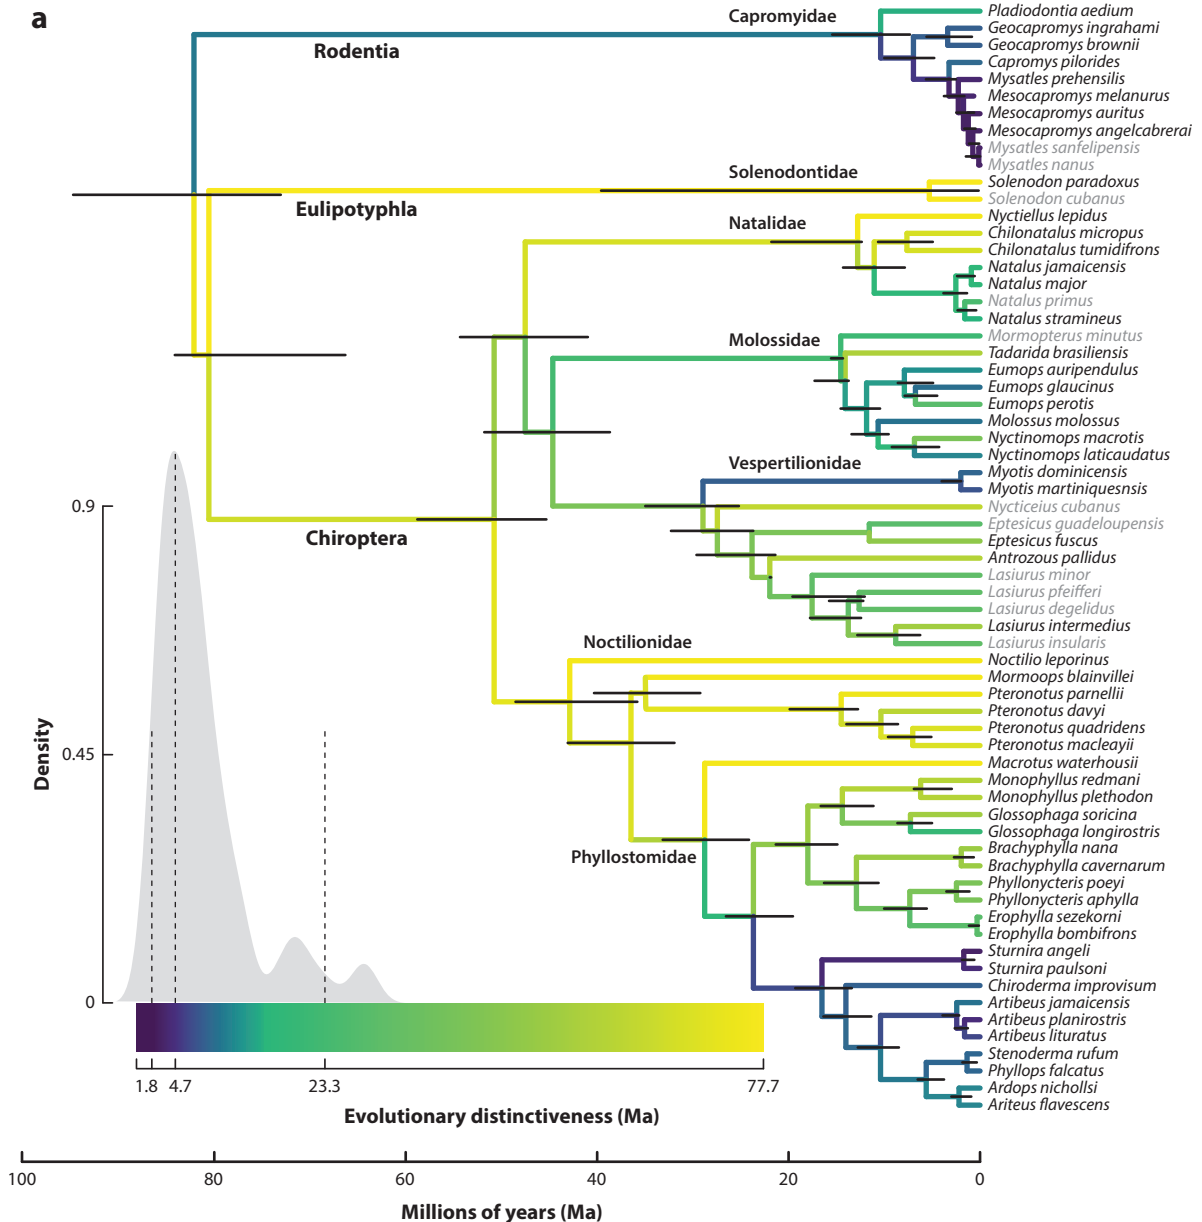 a
Capromyidae
Rodentia
Pladiodontia aedium
Geocapromys ingrahami
Geocapromys brownii
Capromys pilorides
Mysatles prehensilis
Mesocapromys melanurus
Mesocapromys auritus
Mesocapromys angelcabrerai
Mysatles sanfelipensis
Mysatles nanus
Solenodontidae
Eulipotyphla
Solenodon paradoxus
Solenodon cubanus
Natalidae
Nyctiellus lepidus
Chilonatalus micropus
Chilonatalus tumidifrons
Natalus jamaicensis
Natalus major
Natalus primus
Natalus stramineus
Molossidae
Mormopterus minutus
Tadarida brasiliensis
Eumops auripendulus
Eumops glaucinus
Eumops perotis
Molossus molossus
Nyctinomops macrotis
Nyctinomops laticaudatus
Vespertilionidae
Myotis dominicensis
Myotis martiniquesnsis
Nycticeius cubanus
Eptesicus guadeloupensis
Eptesicus fuscus
Chiroptera
Antrozous pallidus
Lasiurus minor
Lasiurus pfeifferi
Lasiurus degelidus
Lasiurus intermedius
Lasiurus insularis
Noctilionidae
Noctilio leporinus
Mormoops blainvillei
Pteronotus parnellii
Pteronotus davyi
Pteronotus quadridens
Pteronotus macleayii
Macrotus waterhousii
Monophyllus redmani
Monophyllus plethodon
Glossophaga soricina
Glossophaga longirostris
Phyllostomidae
Brachyphylla nana
Brachyphylla cavernarum
Phyllonycteris poeyi
Phyllonycteris aphylla
Erophylla sezekorni
Erophylla bombifrons
Sturnira angeli
Sturnira paulsoni
Chiroderma improvisum
Artibeus jamaicensis
Artibeus planirostris
Artibeus lituratus
Stenoderma rufum
Phyllops falcatus
Ardops nichollsi
Ariteus flavescens
Density
0.9
0.45
0
1.8 4.7 23.3 77.7
Evolutionary distinctiveness (Ma)
100 80 60 40 20 0
Millions of years (Ma)